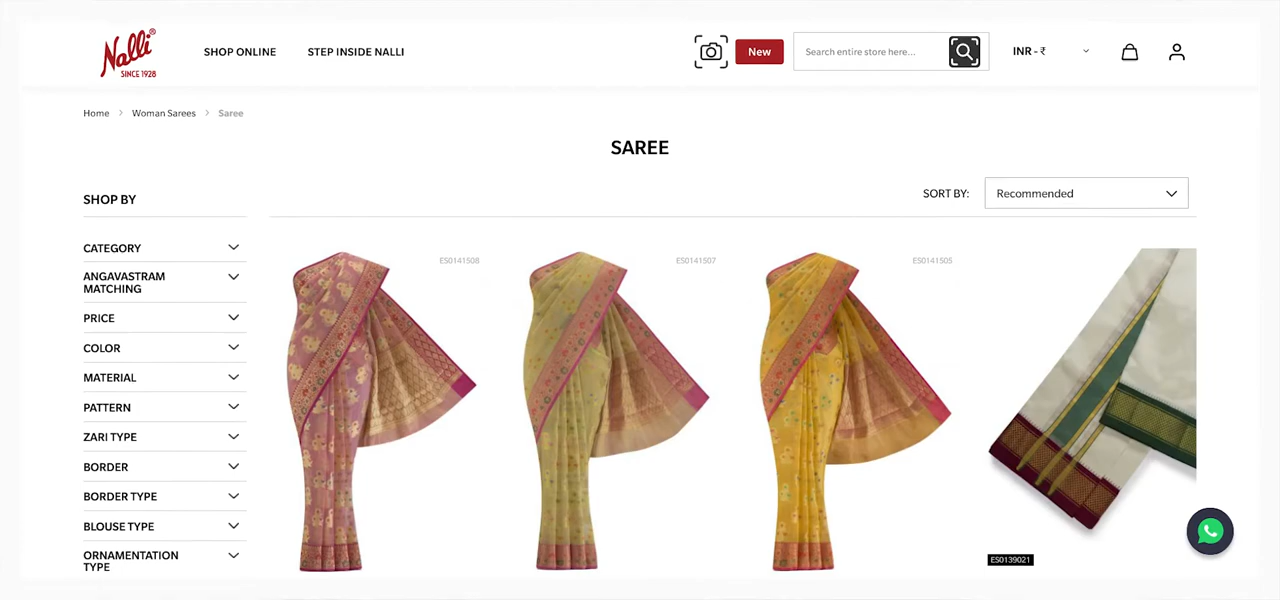 Nalli®
SINCE 1928
SHOP ONLINE
STEP INSIDE NALLI
New
Search entire store here...
INR - ₹
Home > Woman Sarees > Saree
SAREE
SHOP BY
SORT BY:
Recommended
CATEGORY
ANGAVASTRAM
MATCHING
PRICE
COLOR
MATERIAL
PATTERN
ZARI TYPE
BORDER
BORDER TYPE
BLOUSE TYPE
ORNAMENTATION
TYPE
ES0141508
ES0141507
ES0141505
ES0139021